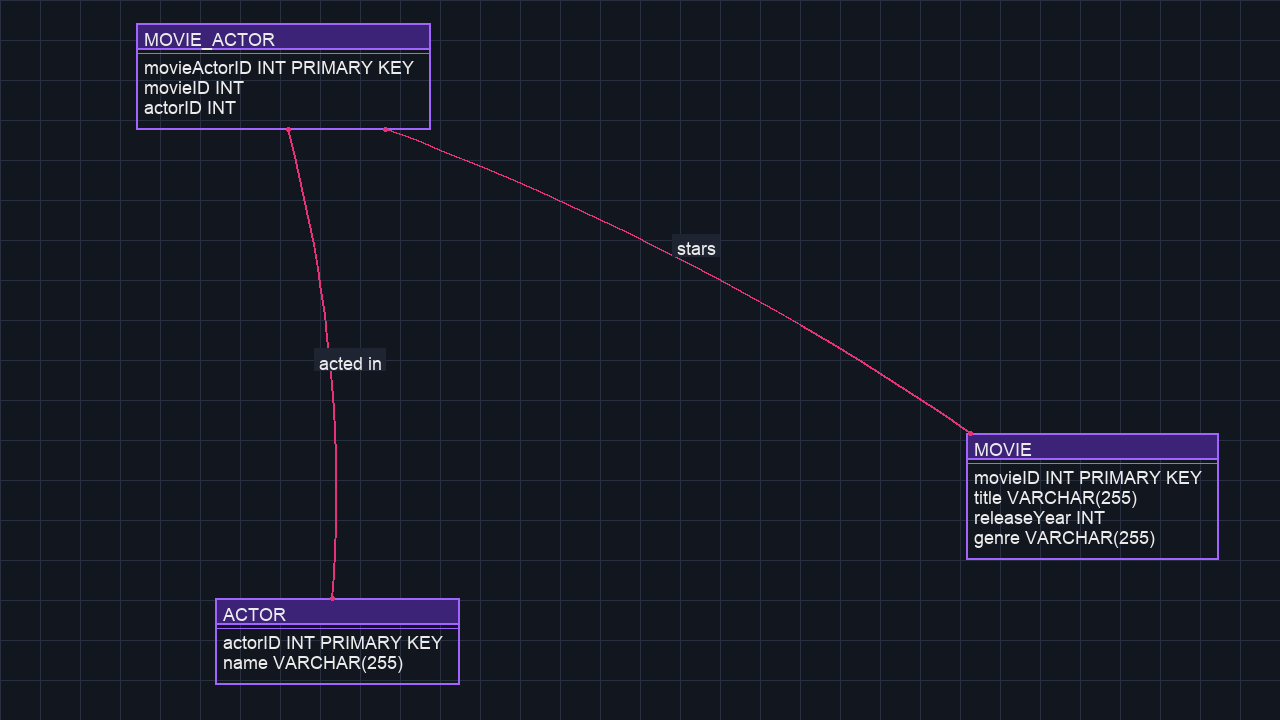 MOVIE_ACTOR
movieActorID INT PRIMARY KEY
movieID INT
actorID INT
stars
acted in
MOVIE
movieID INT PRIMARY KEY
title VARCHAR(255)
releaseYear INT
genre VARCHAR(255)
ACTOR
actorID INT PRIMARY KEY
name VARCHAR(255)